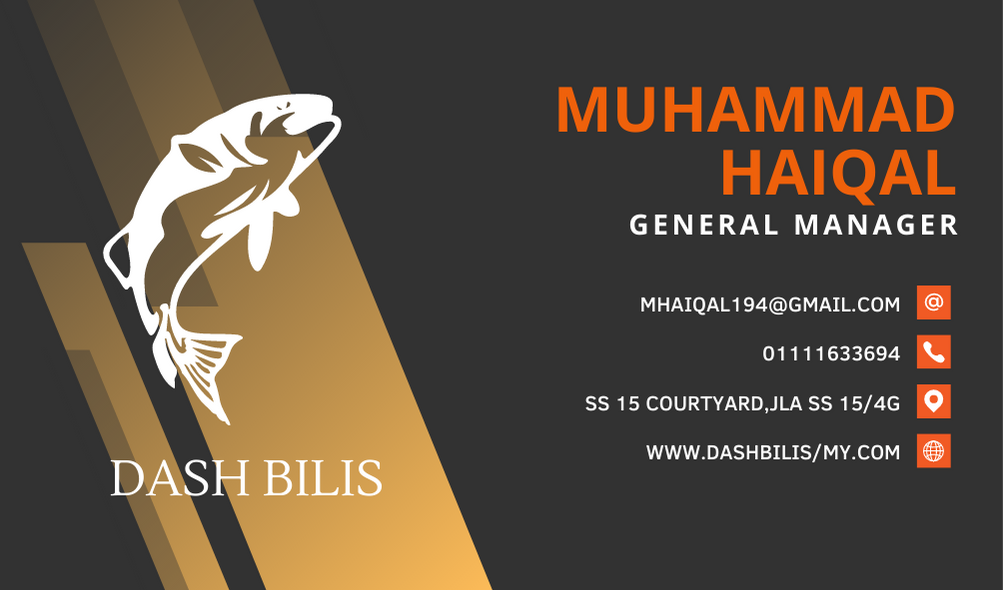 MUHAMMAD
HAIQAL
GENERAL MANAGER
MHAIQAL194@GMAIL.COM
01111633694
SS 15 COURTYARD,JLA SS 15/4G
WWW.DASHBILIS/MY.COM
DASH BILIS